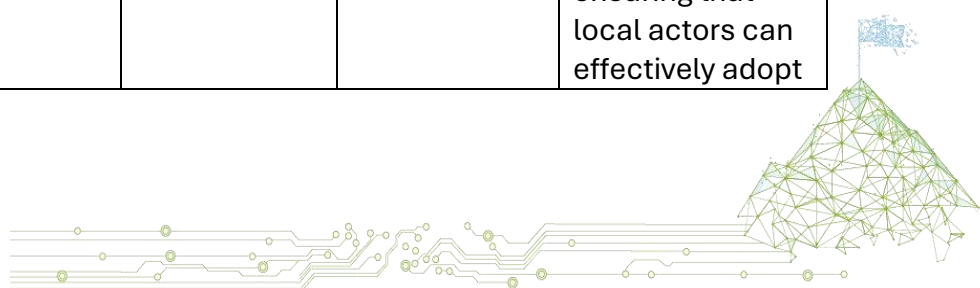 ensuring that
local actors can
effectively adopt